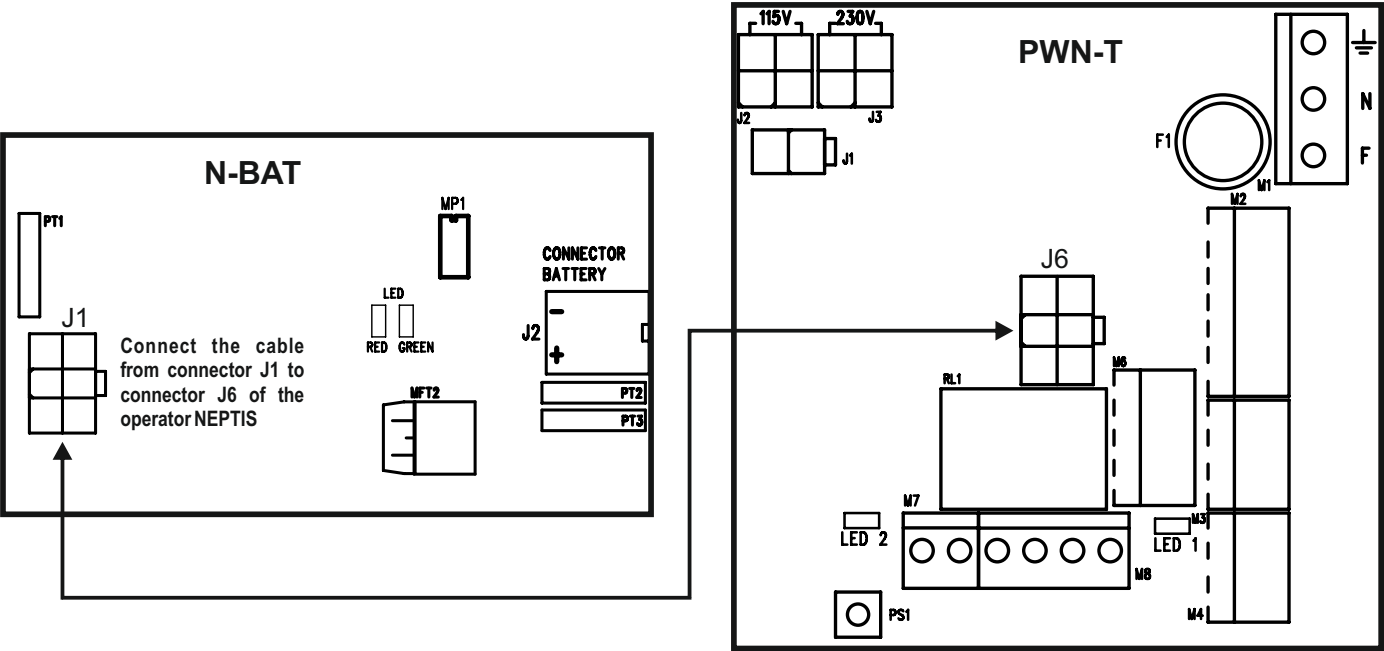 N-BAT
PT1
MP1
CONNECTOR
BATTERY
LED
RED GREEN
J2
−
+
J1
Connect the cable
from connector J1 to
connector J6 of the
operator NEPTIS
MFT2
PT2
PT3
115V 230V
PWN-T
J2 J3
J1
F1
N
F
M1
M2
J6
M6
RL1
M7
LED 2
M3
LED 1
M8
PS1
M4